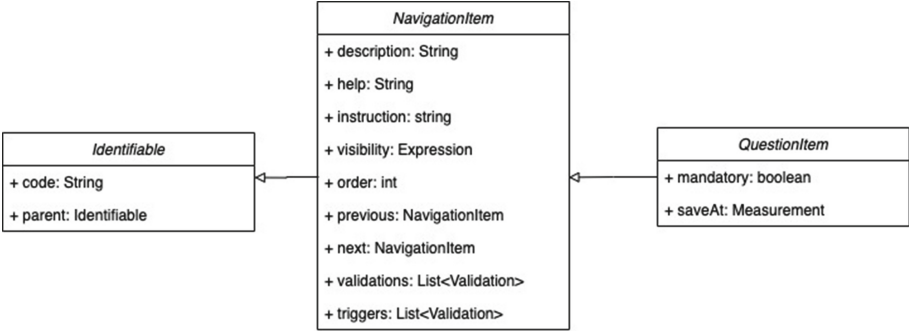 Identifiable
+ code: String
+ parent: Identifiable
NavigationItem
+ description: String
+ help: String
+ instruction: string
+ visibility: Expression
+ order: int
+ previous: NavigationItem
+ next: NavigationItem
+ validations: List<Validation>
+ triggers: List<Validation>
QuestionItem
+ mandatory: boolean
+ saveAt: Measurement